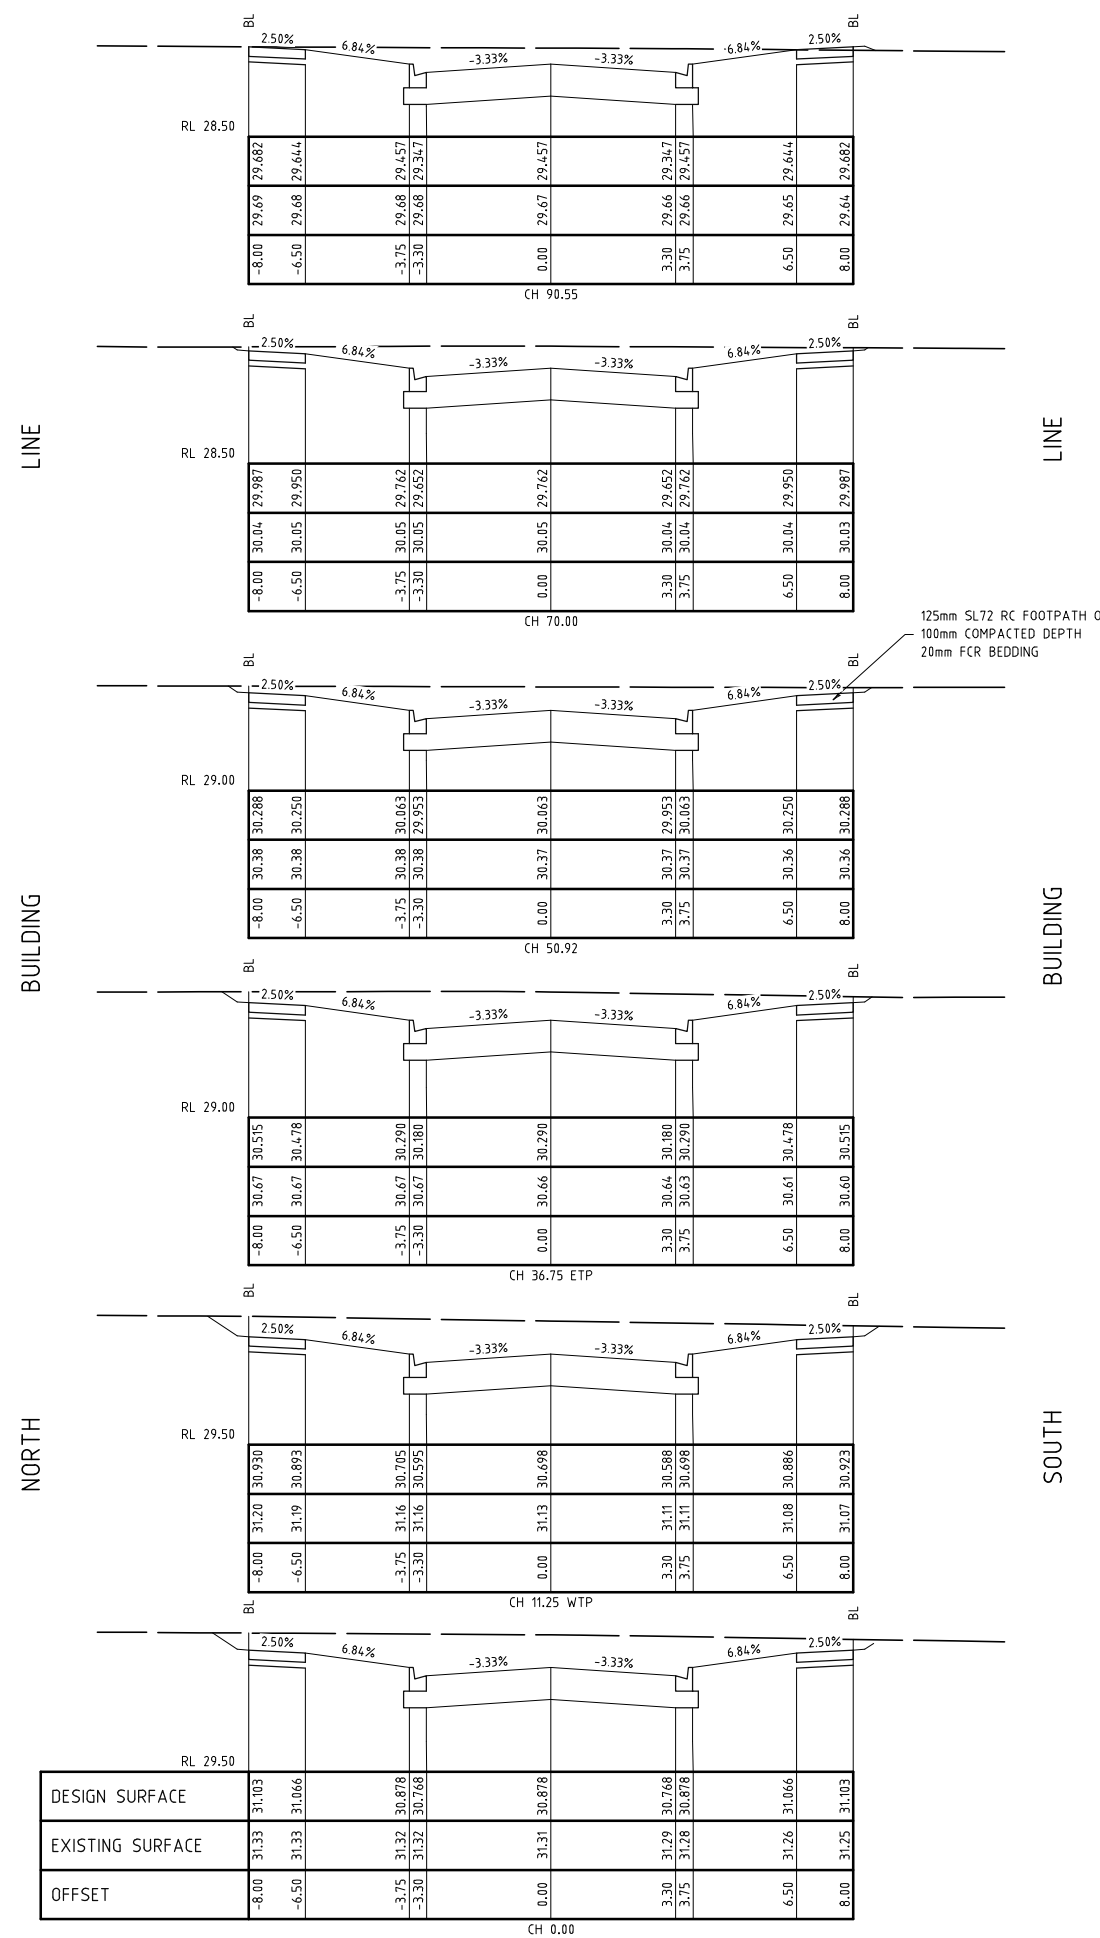 BL
BL
2.50%
6.84%
-3.33%
-3.33%
-6.84%
2.50%
RL 28.50
29.682 29.644 29.457 29.347 29.457 29.347 29.457 29.644 29.682
29.69 29.68 29.68 29.68 29.67 29.66 29.66 29.65 29.64
-8.00 -6.50 -3.75 -3.30 0.00 3.30 3.75 6.50 8.00
CH 90.55
BL
BL
2.50%
6.84%
-3.33%
-3.33%
6.84%
2.50%
LINE
LINE
RL 28.50
29.987 29.950 29.762 29.652 29.762 29.652 29.762 29.950 29.987
30.04 30.05 30.05 30.05 30.05 30.04 30.04 30.04 30.03
-8.00 -6.50 -3.75 -3.30 0.00 3.30 3.75 6.50 8.00
CH 70.00
125mm SL72 RC FOOTPATH O
100mm COMPACTED DEPTH
20mm FCR BEDDING
BL
BL
2.50%
6.84%
-3.33%
-3.33%
6.84%
2.50%
RL 29.00
30.288 30.250 30.063 29.953 30.063 29.953 30.063 30.250 30.288
30.38 30.38 30.38 30.38 30.37 30.37 30.37 30.36 30.36
-8.00 -6.50 -3.75 -3.30 0.00 3.30 3.75 6.50 8.00
CH 50.92
BUILDING
BUILDING
BL
BL
2.50%
6.84%
-3.33%
-3.33%
6.84%
2.50%
RL 29.00
30.515 30.478 30.290 30.180 30.290 30.180 30.290 30.478 30.515
30.67 30.67 30.67 30.67 30.66 30.64 30.63 30.61 30.60
-8.00 -6.50 -3.75 -3.30 0.00 3.30 3.75 6.50 8.00
CH 36.75 ETP
BL
BL
2.50%
6.84%
-3.33%
-3.33%
6.84%
2.50%
NORTH
SOUTH
RL 29.50
30.930 30.893 30.705 30.595 30.698 30.588 30.698 30.886 30.923
31.20 31.19 31.16 31.16 31.13 31.11 31.11 31.08 31.07
-8.00 -6.50 -3.75 -3.30 0.00 3.30 3.75 6.50 8.00
CH 11.25 WTP
BL
BL
2.50%
6.84%
-3.33%
-3.33%
6.84%
2.50%
RL 29.50
DESIGN SURFACE 31.103 31.066 30.878 30.768 30.878 30.768 30.878 31.066 31.103
EXISTING SURFACE 31.33 31.33 31.32 31.32 31.31 31.29 31.28 31.26 31.25
OFFSET -8.00 -6.50 -3.75 -3.30 0.00 3.30 3.75 6.50 8.00
CH 0.00